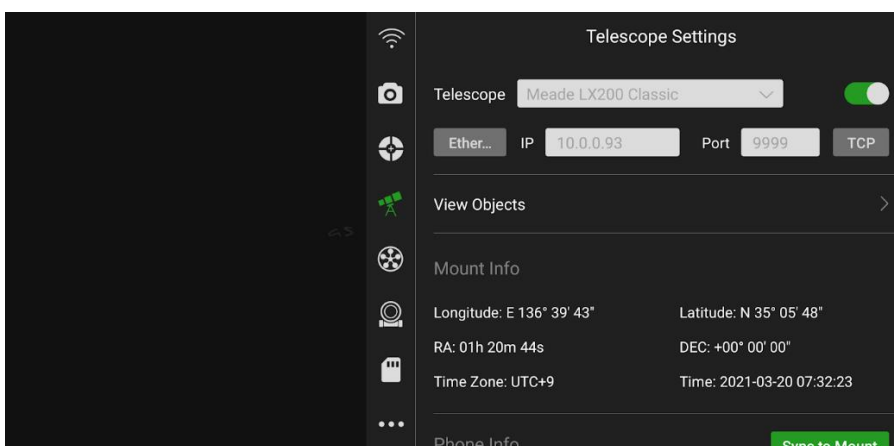 Telescope Settings
Telescope Meade LX200 Classic
Ether... IP 10.0.0.93 Port 9999 TCP
View Objects
Mount Info
Longitude: E 136° 39' 43" Latitude: N 35° 05' 48"
RA: 01h 20m 44s DEC: +00° 00' 00"
Time Zone: UTC+9 Time: 2021-03-20 07:32:23
Phone Info Sync to Mount